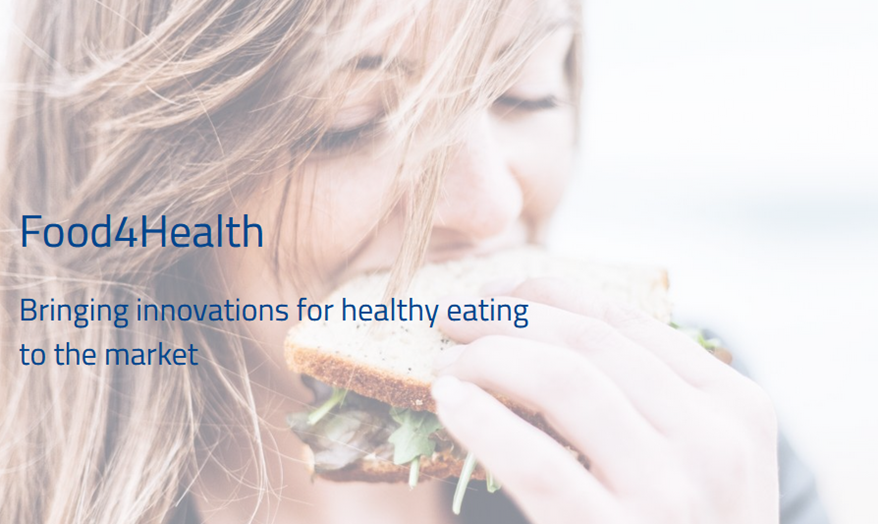 Food4Health
Bringing innovations for healthy eating
to the market